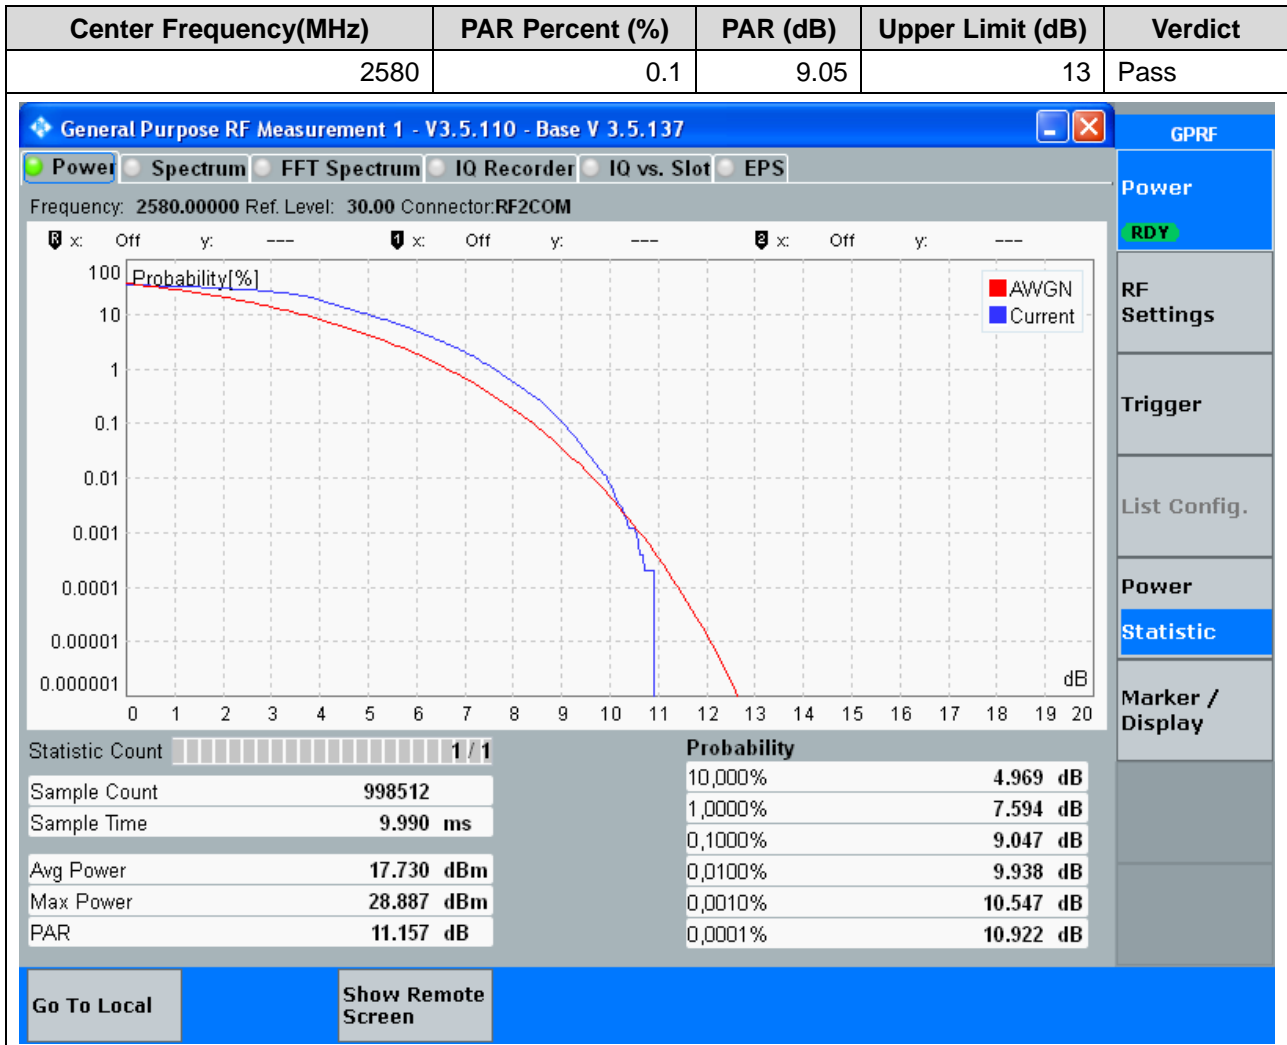 Center Frequency(MHz) PAR Percent (%) PAR (dB) Upper Limit (dB) Verdict
2580 0.1 9.05 13 Pass
General Purpose RF Measurement 1 - V3.5.110 - Base V 3.5.137
GPRF
Power Spectrum FFT Spectrum IQ Recorder IQ vs. Slot EPS
Power
RDY
Frequency: 2580.00000 Ref. Level: 30.00 Connector:RF2COM
R x: Off y: --- 1 x: Off y: --- 2 x: Off y: ---
Probability[%]
AWGN
Current
100
10
1
0.1
0.01
0.001
0.0001
0.00001
0.000001
dB
0 1 2 3 4 5 6 7 8 9 10 11 12 13 14 15 16 17 18 19 20
RF
Settings
Trigger
List Config.
Power
Statistic
Marker /
Display
Statistic Count 1 / 1
Sample Count 998512
Sample Time 9.990 ms
Avg Power 17.730 dBm
Max Power 28.887 dBm
PAR 11.157 dB
Probability
10,000% 4.969 dB
1,0000% 7.594 dB
0,1000% 9.047 dB
0,0100% 9.938 dB
0,0010% 10.547 dB
0,0001% 10.922 dB
Go To Local
Show Remote
Screen